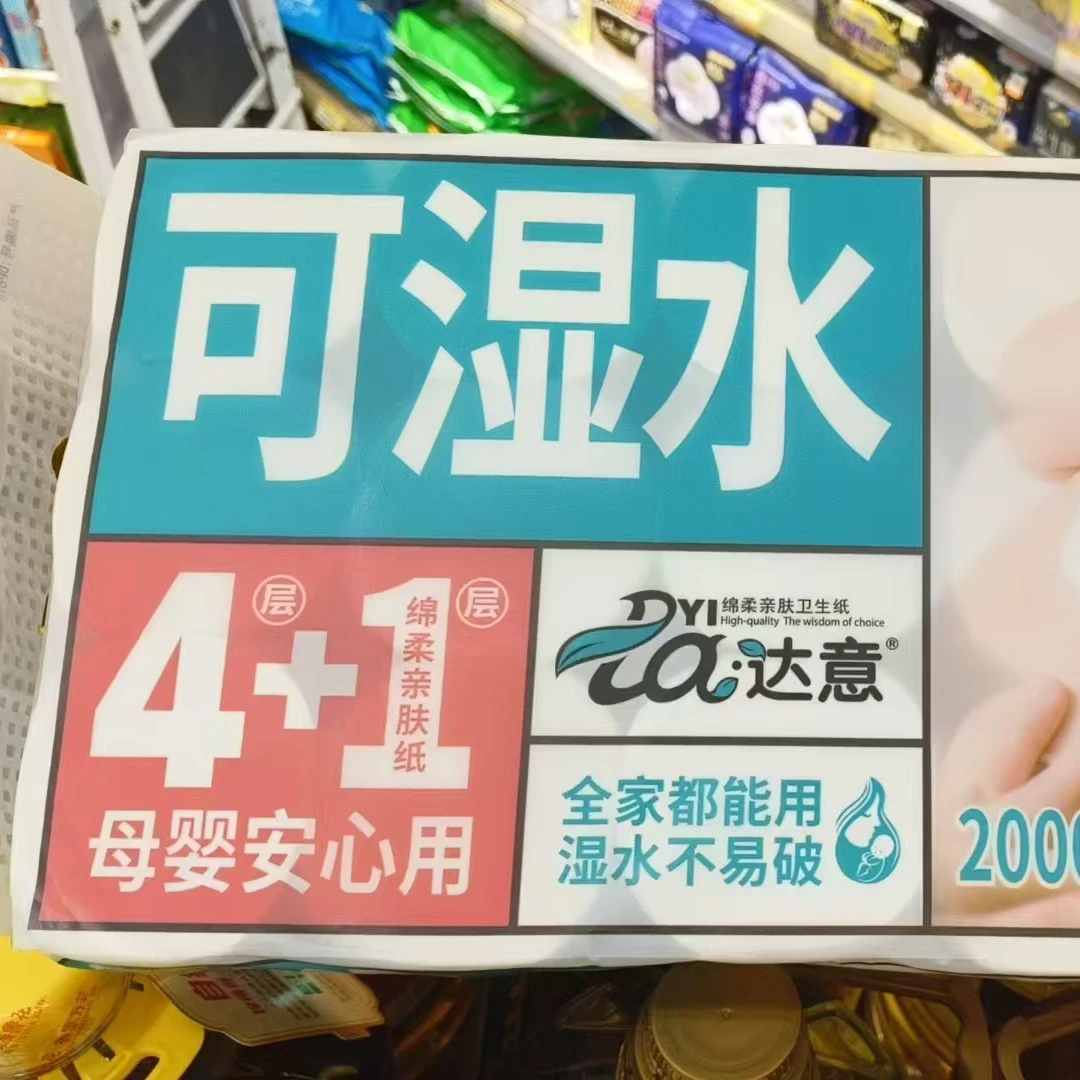 可湿水
4层+1层
绵柔亲肤纸
母婴安心用
DYI 绵柔亲肤卫生纸
High-quality The wisdom of choice
Za 达意®
全家都能用
湿水不易破
2000